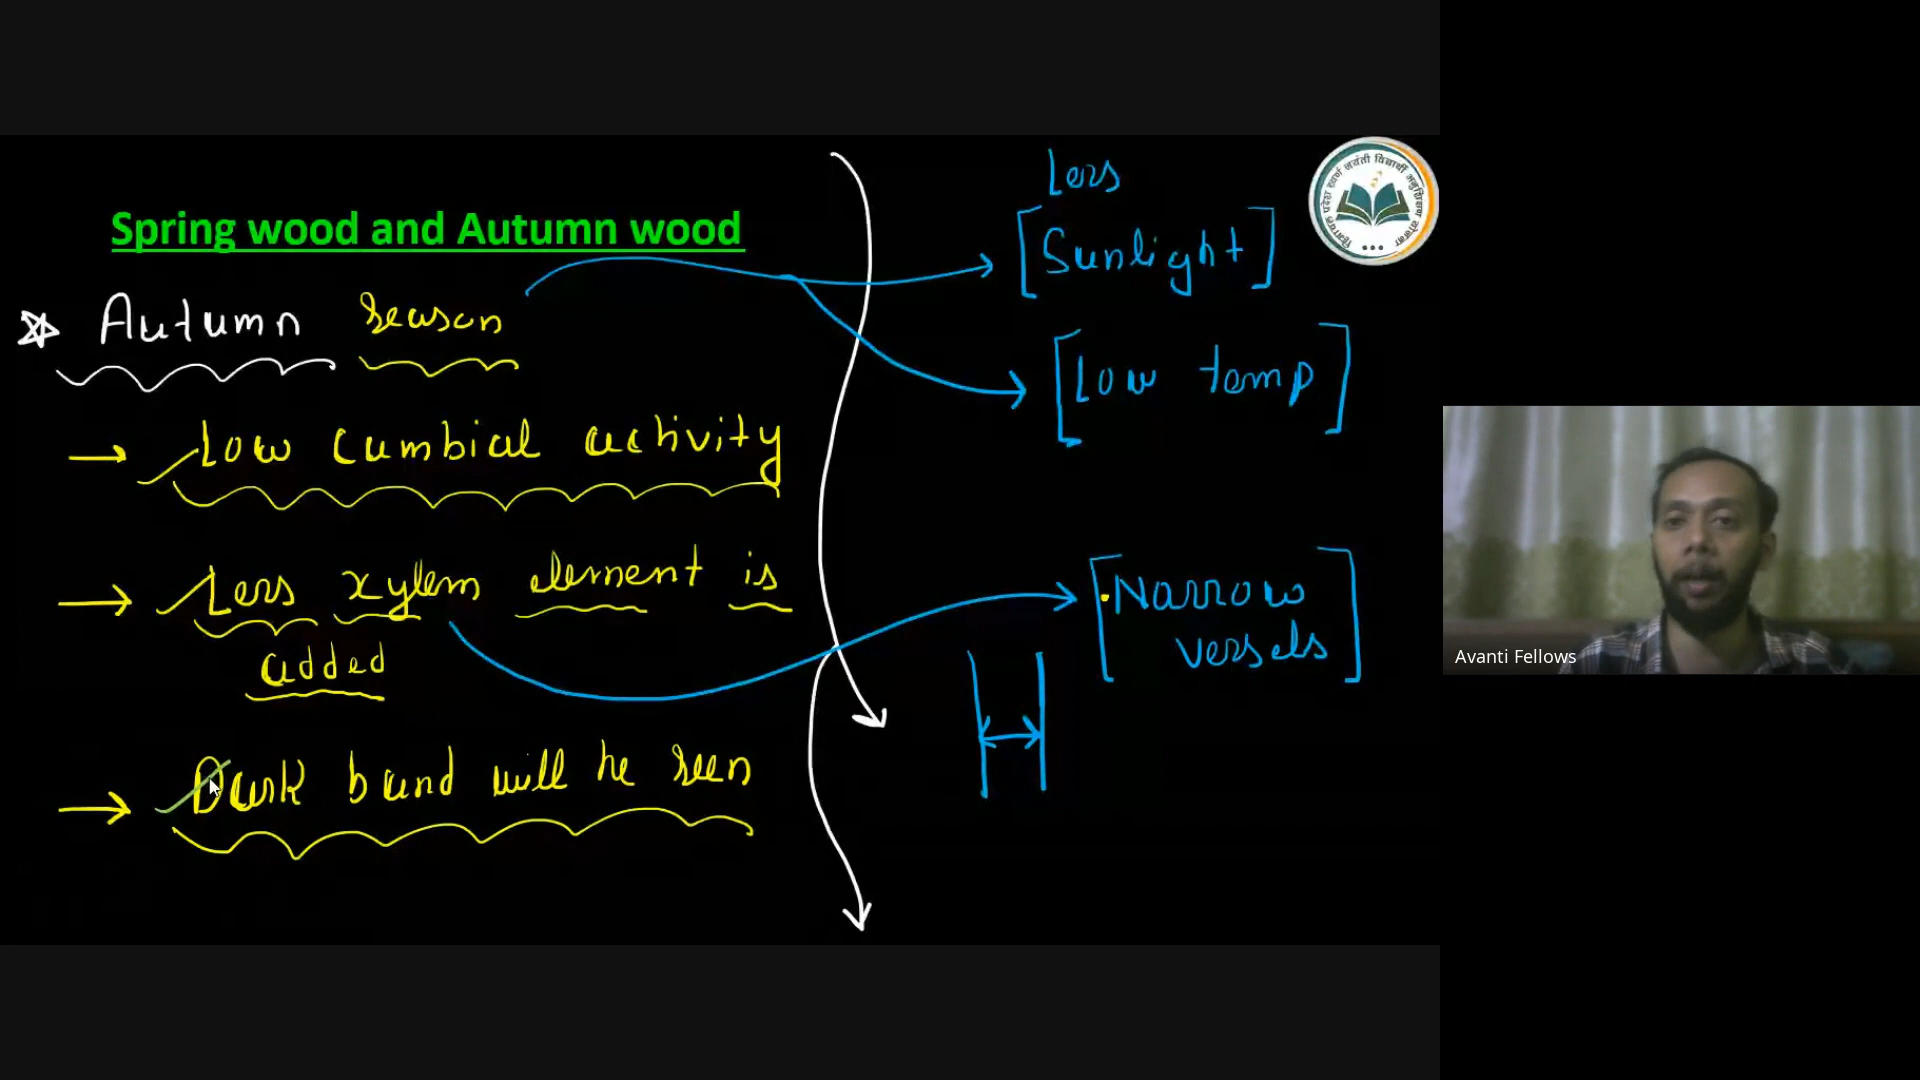 Spring wood and Autumn wood
Autumn season
→ Low cambial activity
→ Less xylem element is
added
→ Dark band will be seen
Less
[Sunlight]
[Low temp]
[Narrow
vessels]
Avanti Fellows